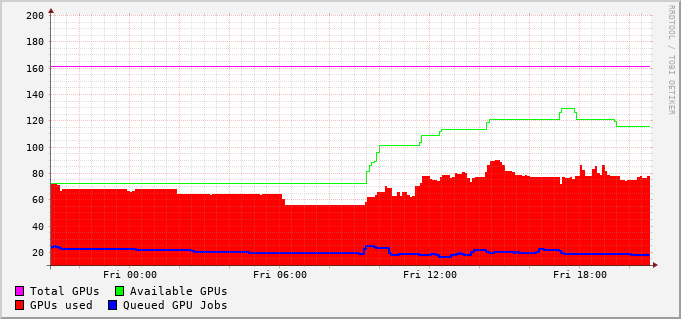 200
180
160
140
120
100
80
60
40
20
Fri 00:00 Fri 06:00 Fri 12:00 Fri 18:00
Total GPUs Available GPUs
GPUs used Queued GPU Jobs
RRDTOOL / TOBI OETIKER